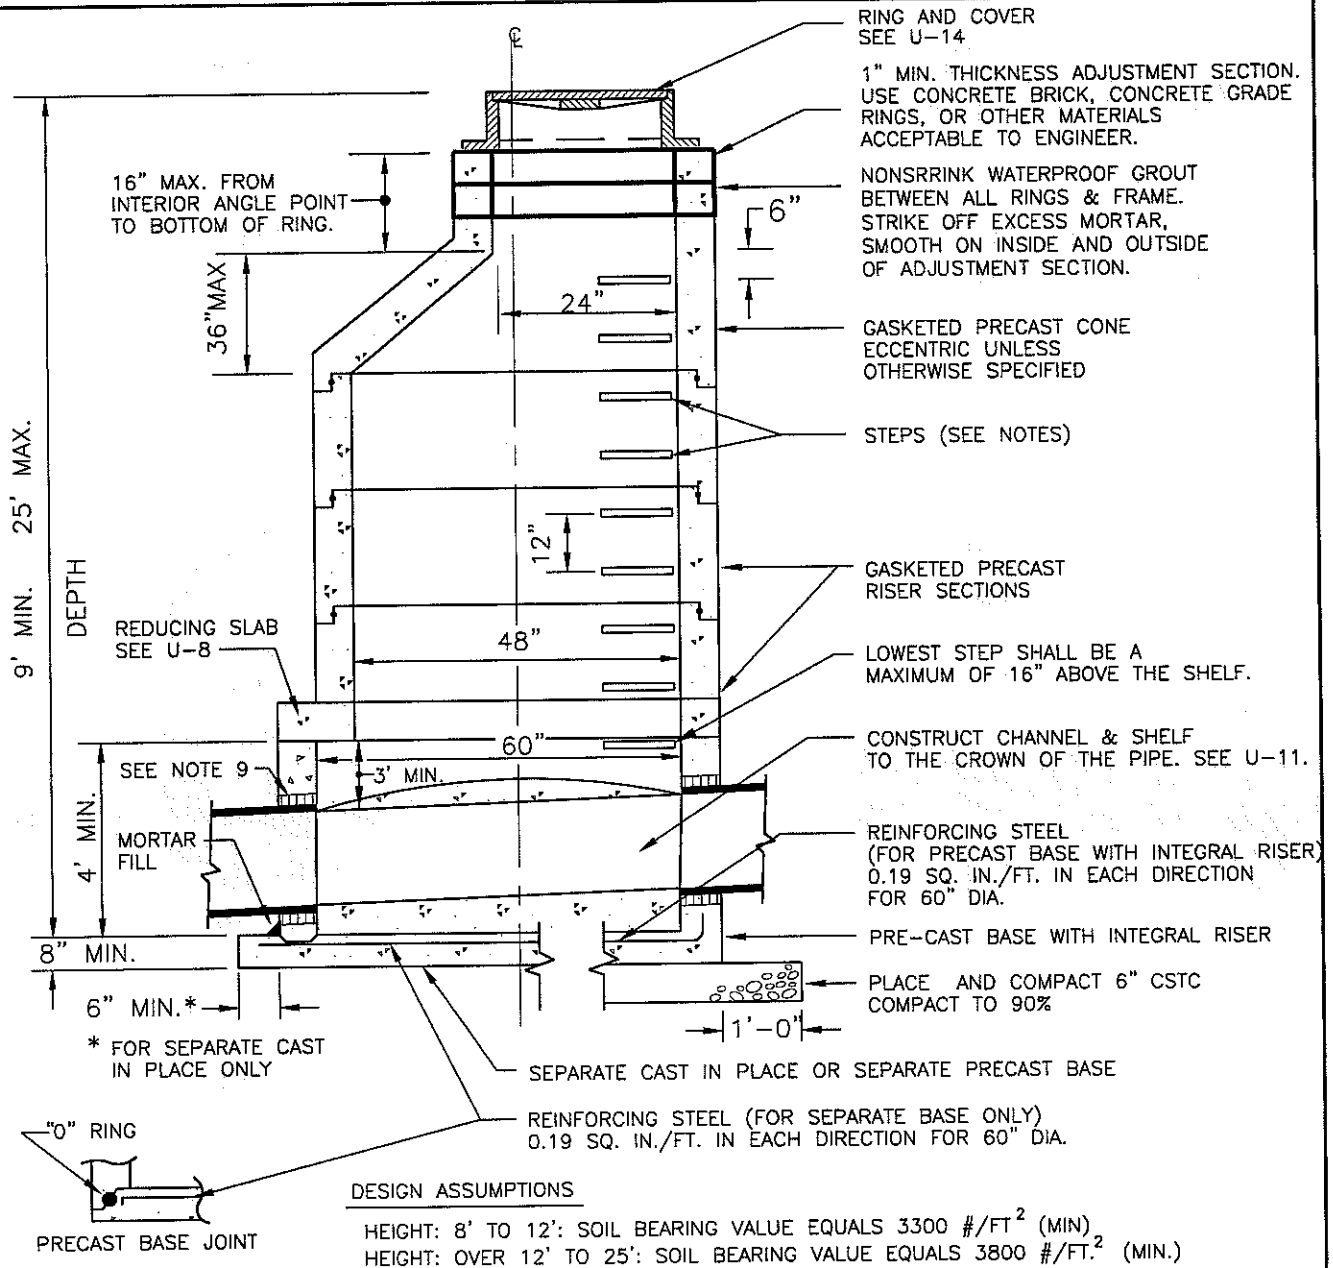 RING AND COVER
SEE U-14
℄
1" MIN. THICKNESS ADJUSTMENT SECTION.
USE CONCRETE BRICK, CONCRETE GRADE
RINGS, OR OTHER MATERIALS
ACCEPTABLE TO ENGINEER.
16" MAX. FROM
INTERIOR ANGLE POINT
TO BOTTOM OF RING.
NONSRRINK WATERPROOF GROUT
BETWEEN ALL RINGS & FRAME.
STRIKE OFF EXCESS MORTAR,
SMOOTH ON INSIDE AND OUTSIDE
OF ADJUSTMENT SECTION.
6"
36"MAX
24"
GASKETED PRECAST CONE
ECCENTRIC UNLESS
OTHERWISE SPECIFIED
STEPS (SEE NOTES)
9' MIN. 25' MAX.
DEPTH
12"
GASKETED PRECAST
RISER SECTIONS
REDUCING SLAB
SEE U-8
48"
LOWEST STEP SHALL BE A
MAXIMUM OF 16" ABOVE THE SHELF.
60"
CONSTRUCT CHANNEL & SHELF
TO THE CROWN OF THE PIPE. SEE U-11.
SEE NOTE 9
3' MIN.
4' MIN.
MORTAR
FILL
REINFORCING STEEL
(FOR PRECAST BASE WITH INTEGRAL RISER)
0.19 SQ. IN./FT. IN EACH DIRECTION
FOR 60" DIA.
PRE-CAST BASE WITH INTEGRAL RISER
8" MIN.
PLACE AND COMPACT 6" CSTC
COMPACT TO 90%
6" MIN.*
1'-0"
* FOR SEPARATE CAST
IN PLACE ONLY
SEPARATE CAST IN PLACE OR SEPARATE PRECAST BASE
REINFORCING STEEL (FOR SEPARATE BASE ONLY)
0.19 SQ. IN./FT. IN EACH DIRECTION FOR 60" DIA.
"O" RING
PRECAST BASE JOINT
DESIGN ASSUMPTIONS
HEIGHT: 8' TO 12': SOIL BEARING VALUE EQUALS 3300 #/FT² (MIN)
HEIGHT: OVER 12' TO 25': SOIL BEARING VALUE EQUALS 3800 #/FT.² (MIN.)